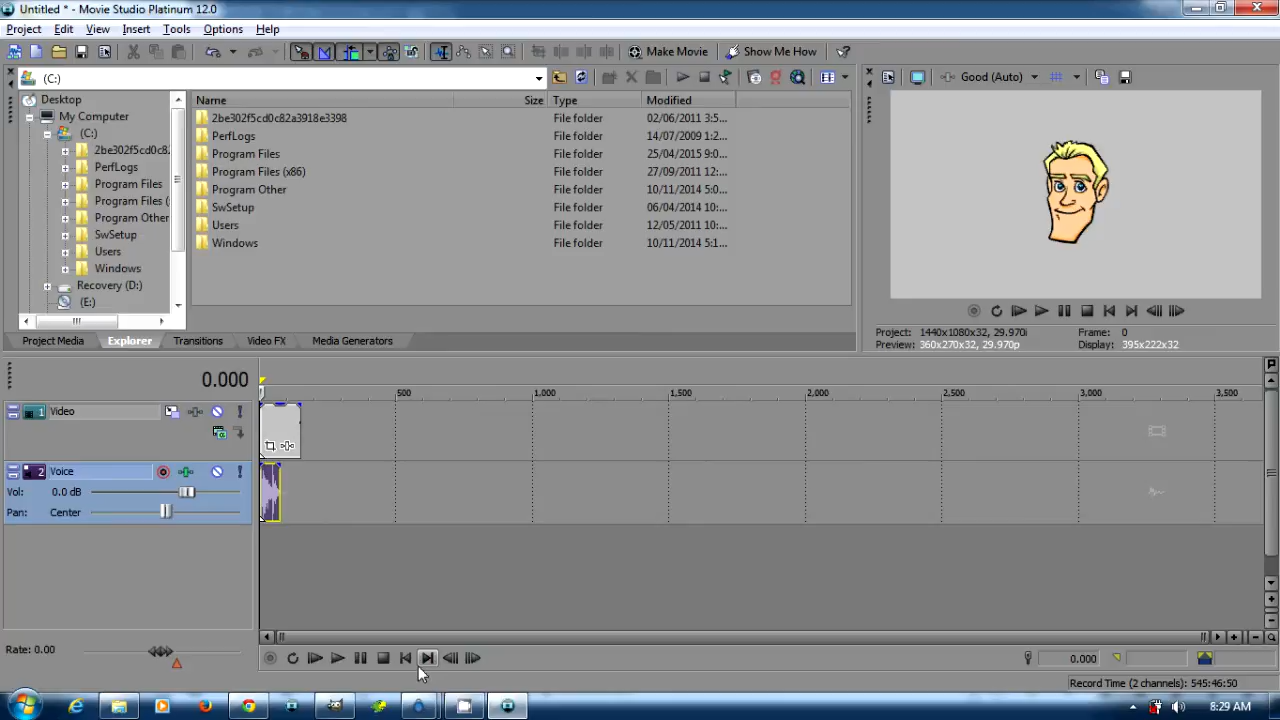 Untitled * - Movie Studio Platinum 12.0
Project Edit View Insert Tools Options Help
Make Movie Show Me How
(C:)
Good (Auto)
Desktop
My Computer
(C:)
2be302f5cd0c82
PerfLogs
Program Files
Program Files (
Program Other
SwSetup
Users
Windows
Recovery (D:)
(E:)
Name Size Type Modified
2be302f5cd0c82a3918e3398 File folder 02/06/2011 3:5...
PerfLogs File folder 14/07/2009 1:2...
Program Files File folder 25/04/2015 9:0...
Program Files (x86) File folder 27/09/2011 12:...
Program Other File folder 10/11/2014 5:0...
SwSetup File folder 06/04/2014 10:...
Users File folder 12/05/2011 10:...
Windows File folder 10/11/2014 5:1...
Project Media Explorer Transitions Video FX Media Generators
Project: 1440x1080x32, 29.970i Frame: 0
Preview: 360x270x32, 29.970p Display: 395x222x32
0.000
500 1,000 1,500 2,000 2,500 3,000 3,500
1 Video
2 Voice
Vol: 0.0 dB
Pan: Center
Rate: 0.00
0.000
Record Time (2 channels): 545:46:50
8:29 AM